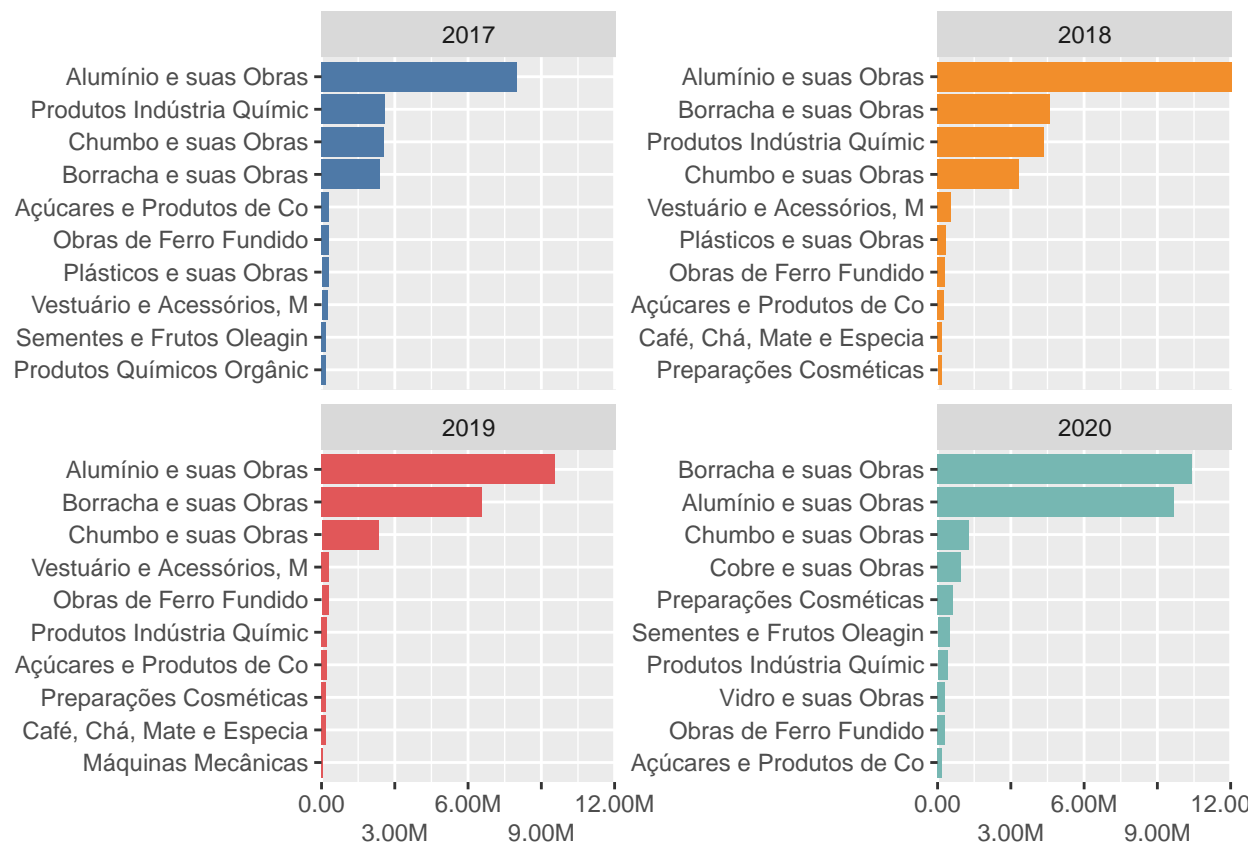 2017
Alumínio e suas Obras
Produtos Indústria Químic
Chumbo e suas Obras
Borracha e suas Obras
Açúcares e Produtos de Co
Obras de Ferro Fundido
Plásticos e suas Obras
Vestuário e Acessórios, M
Sementes e Frutos Oleagin
Produtos Químicos Orgânic
2018
Alumínio e suas Obras
Borracha e suas Obras
Produtos Indústria Químic
Chumbo e suas Obras
Vestuário e Acessórios, M
Plásticos e suas Obras
Obras de Ferro Fundido
Açúcares e Produtos de Co
Café, Chá, Mate e Especia
Preparações Cosméticas
2019
Alumínio e suas Obras
Borracha e suas Obras
Chumbo e suas Obras
Vestuário e Acessórios, M
Obras de Ferro Fundido
Produtos Indústria Químic
Açúcares e Produtos de Co
Preparações Cosméticas
Café, Chá, Mate e Especia
Máquinas Mecânicas
0.00 6.00M 12.00M
3.00M 9.00M
2020
Borracha e suas Obras
Alumínio e suas Obras
Chumbo e suas Obras
Cobre e suas Obras
Preparações Cosméticas
Sementes e Frutos Oleagin
Produtos Indústria Químic
Vidro e suas Obras
Obras de Ferro Fundido
Açúcares e Produtos de Co
0.00 6.00M 12.00
3.00M 9.00M